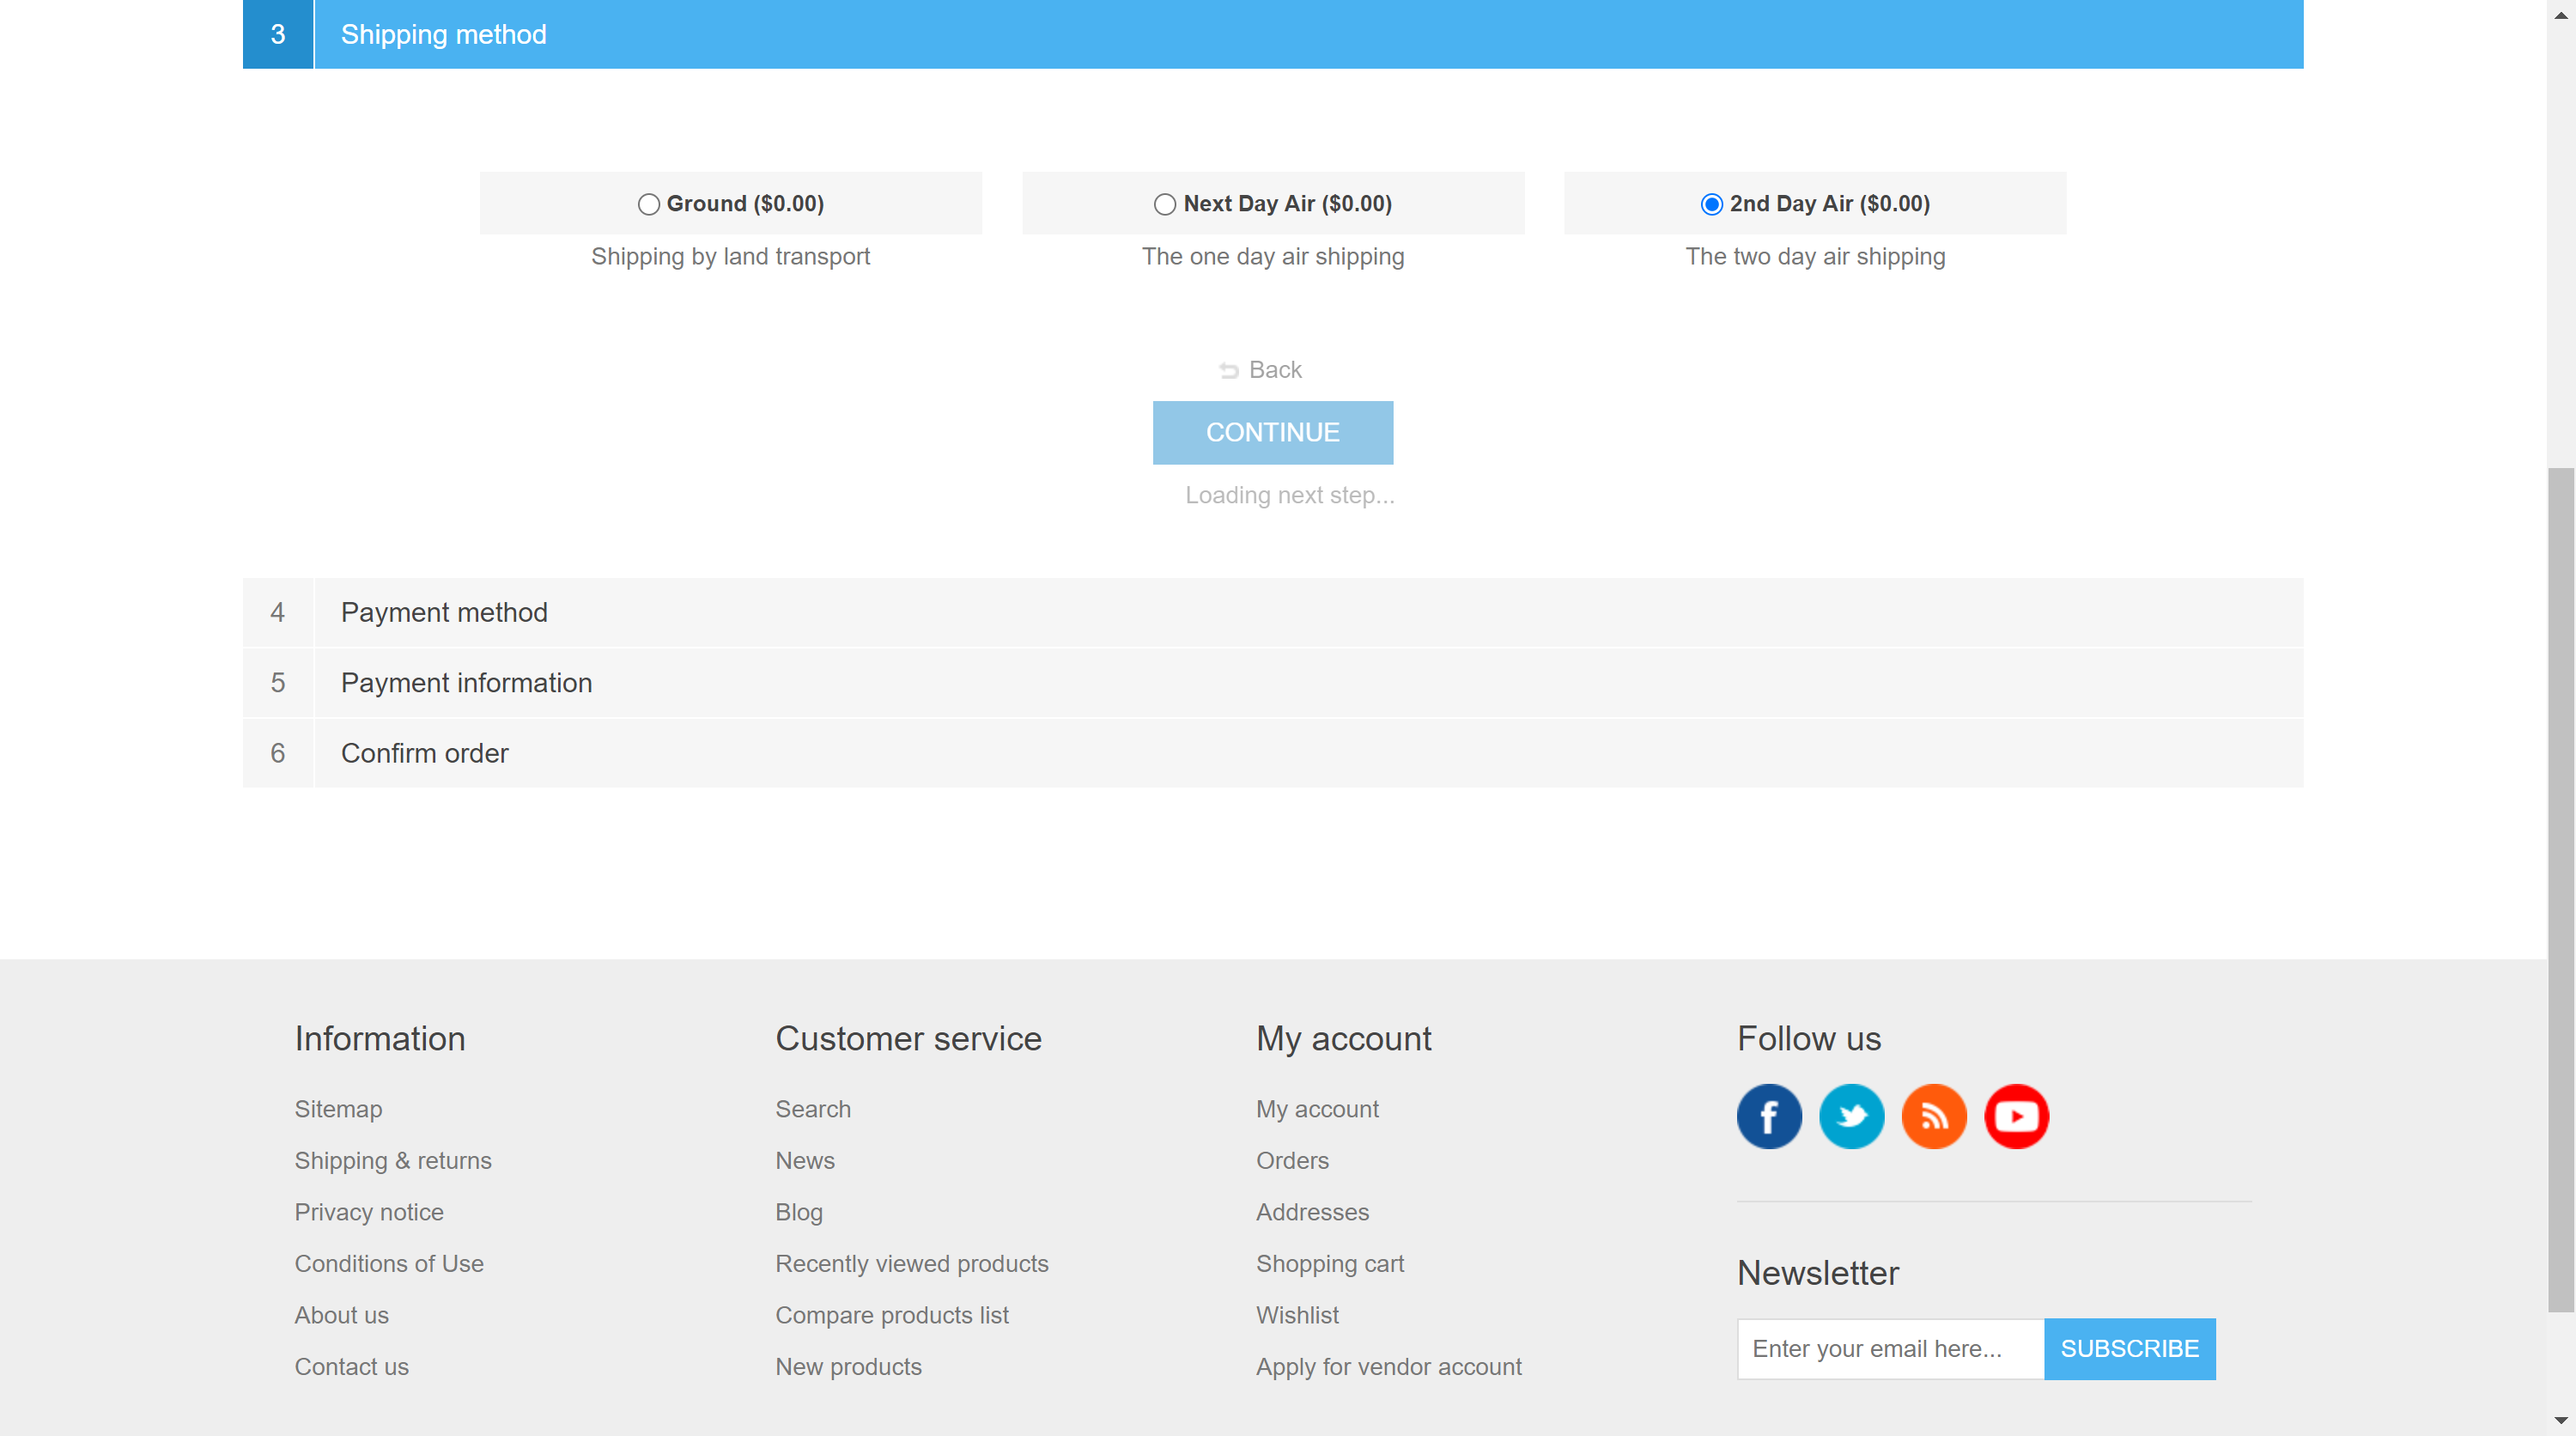 3 Shipping method
Ground ($0.00)
Shipping by land transport
Next Day Air ($0.00)
The one day air shipping
2nd Day Air ($0.00)
The two day air shipping
Back
CONTINUE
Loading next step...
4 Payment method
5 Payment information
6 Confirm order
Information
Sitemap
Shipping & returns
Privacy notice
Conditions of Use
About us
Contact us
Customer service
Search
News
Blog
Recently viewed products
Compare products list
New products
My account
My account
Orders
Addresses
Shopping cart
Wishlist
Apply for vendor account
Follow us
f
Newsletter
Enter your email here...
SUBSCRIBE